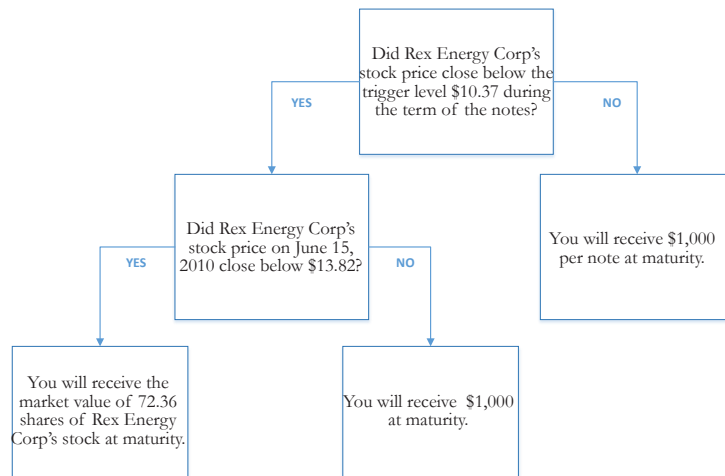 Did Rex Energy Corp's
stock price close below the
trigger level $10.37 during
the term of the notes?
YES
NO
Did Rex Energy Corp's
stock price on June 15,
2010 close below $13.82?
You will receive $1,000
per note at maturity.
YES
NO
You will receive the
market value of 72.36
shares of Rex Energy
Corp's stock at maturity.
You will receive $1,000
at maturity.